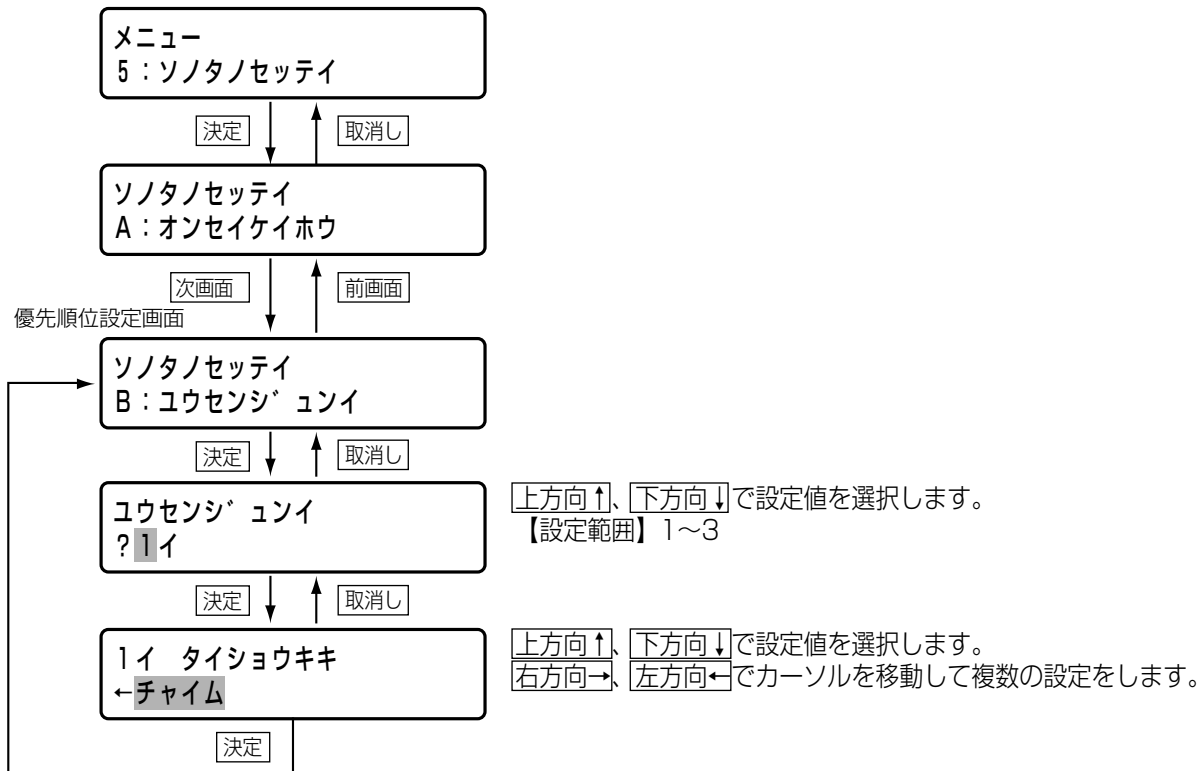 メニュー
5:ソノタノセッテイ
決定 取消し
ソノタノセッテイ
A:オンセイケイホウ
次画面 前画面
優先順位設定画面
ソノタノセッテイ
B:ユウセンシ゛ュンイ
決定 取消し
ユウセンシ゛ュンイ
?1イ
上方向↑、下方向↓で設定値を選択します。
【設定範囲】1～3
決定 取消し
1イ タイショウキキ
←チャイム
上方向↑、下方向↓で設定値を選択します。
右方向→、左方向←でカーソルを移動して複数の設定をします。
決定